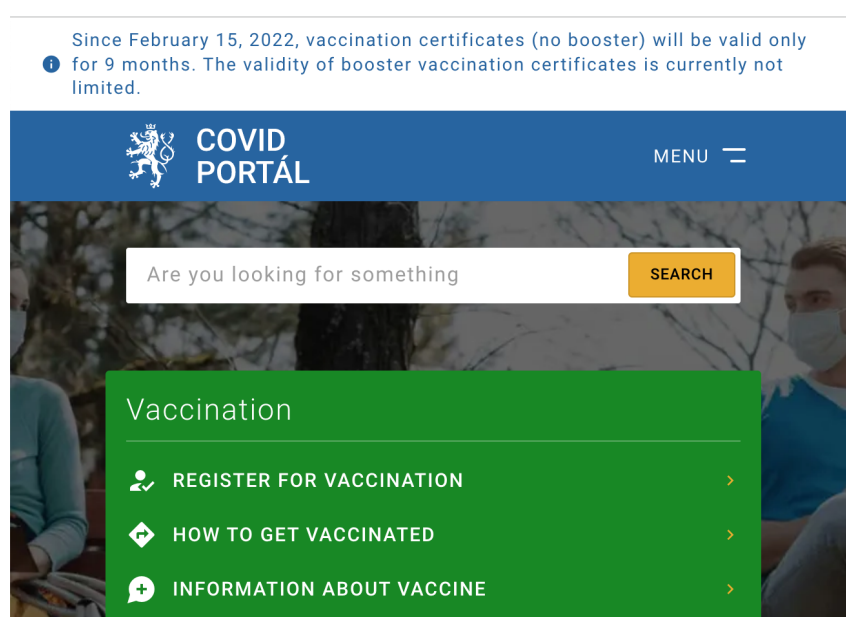 Since February 15, 2022, vaccination certificates (no booster) will be valid only
for 9 months. The validity of booster vaccination certificates is currently not
limited.
COVID
PORTÁL
MENU
Are you looking for something
SEARCH
Vaccination
REGISTER FOR VACCINATION
HOW TO GET VACCINATED
INFORMATION ABOUT VACCINE